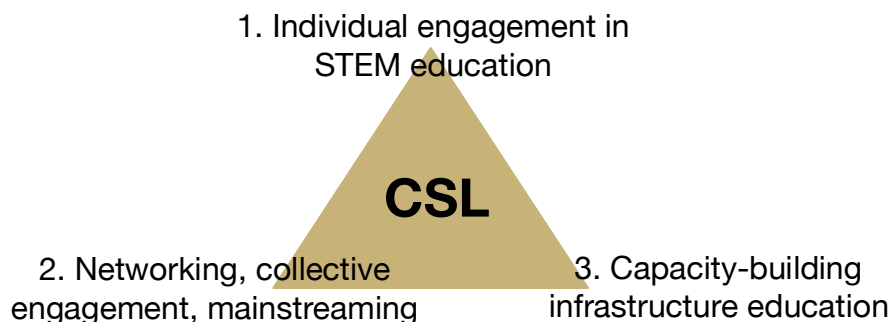 1. Individual engagement in
STEM education
CSL
2. Networking, collective
engagement, mainstreaming
3. Capacity-building
infrastructure education